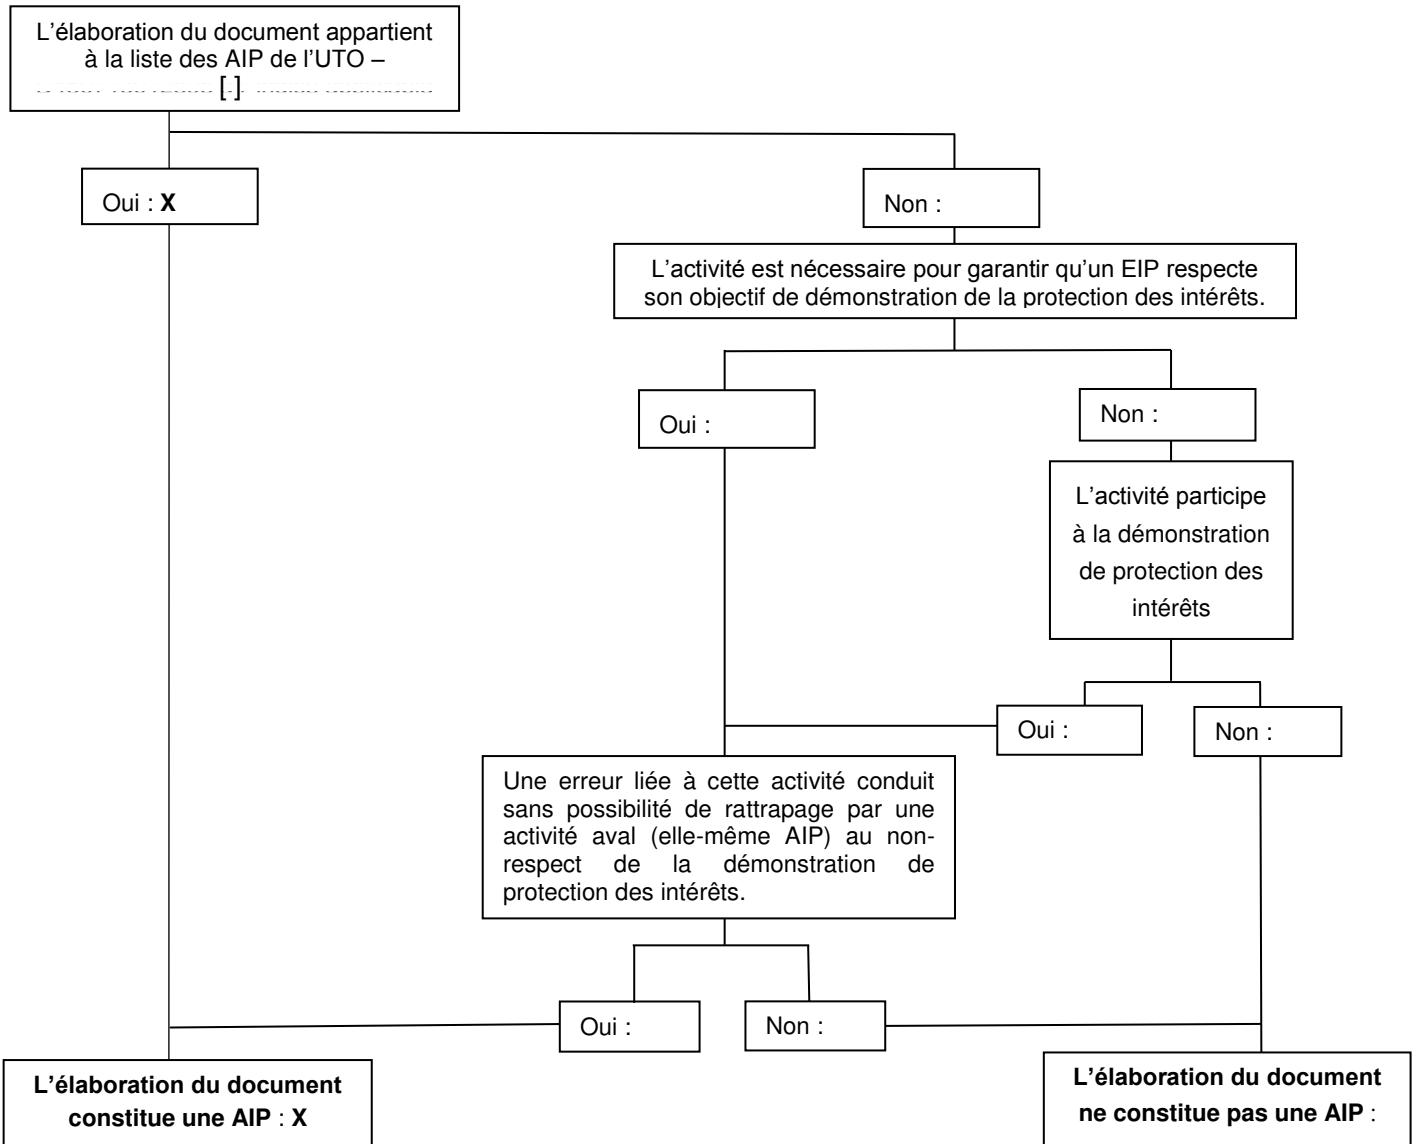 L'élaboration du document appartient
à la liste des AIP de l'UTO –
[ ]
Oui : X
Non :
L'activité est nécessaire pour garantir qu'un EIP respecte
son objectif de démonstration de la protection des intérêts.
Oui :
Non :
L'activité participe
à la démonstration
de protection des
intérêts
Oui :
Non :
Une erreur liée à cette activité conduit
sans possibilité de rattrapage par une
activité aval (elle-même AIP) au non-
respect de la démonstration de
protection des intérêts.
Oui :
Non :
L'élaboration du document
constitue une AIP : X
L'élaboration du document
ne constitue pas une AIP :